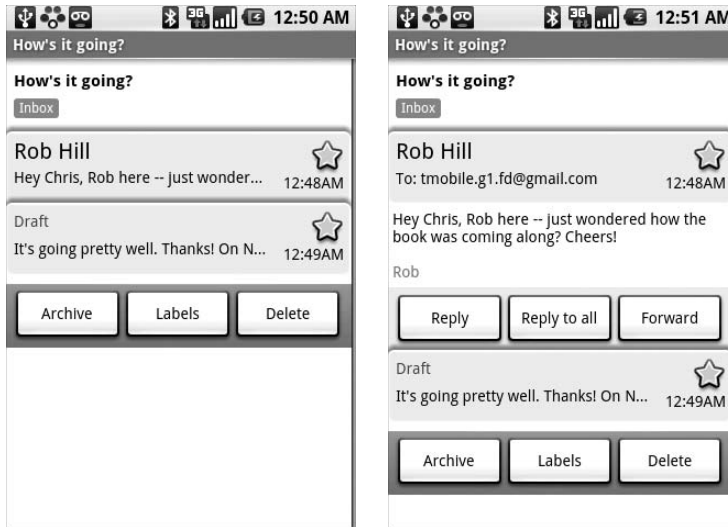 3G 12:50 AM
How's it going?
How's it going?
Inbox
Rob Hill
Hey Chris, Rob here -- just wonder... 12:48AM
Draft
It's going pretty well. Thanks! On N... 12:49AM
Archive Labels Delete
3G 12:51 AM
How's it going?
How's it going?
Inbox
Rob Hill
To: tmobile.g1.fd@gmail.com 12:48AM
Hey Chris, Rob here -- just wondered how the
book was coming along? Cheers!
Rob
Reply Reply to all Forward
Draft
It's going pretty well. Thanks! On N... 12:49AM
Archive Labels Delete